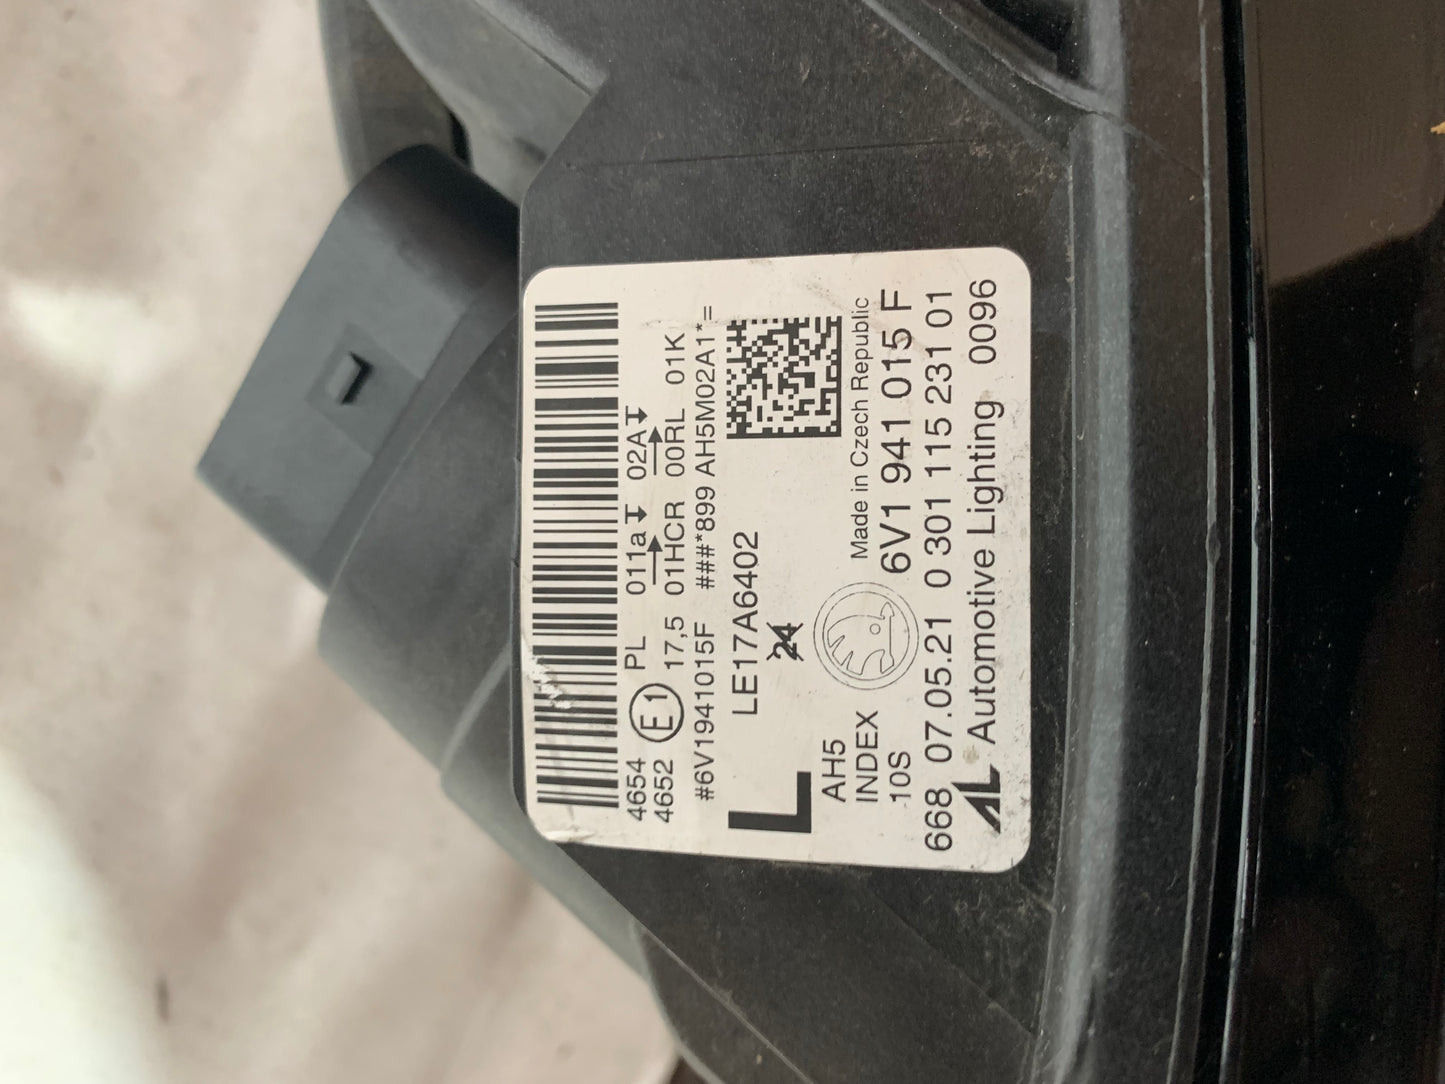 4654 PL 011a 02A
4652 E1 17,5 01HCR 00RL 01K
#6V1941015F ###*899 AH5M02A1*=
L LE17A6402
24
AH5
INDEX
10S
Made in Czech Republic
6V1 941 015 F
668 07.05.21 0 301 115 231 01
AL Automotive Lighting 0096